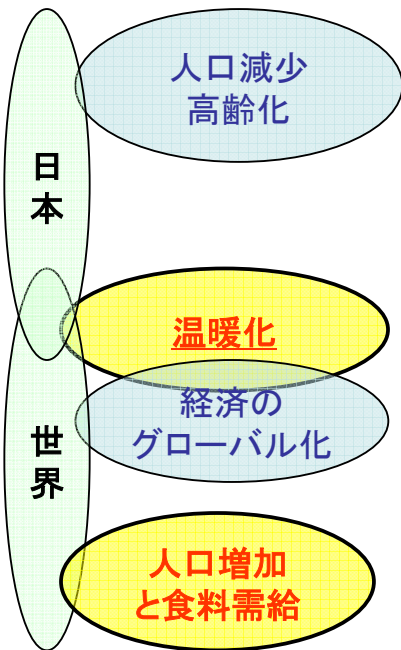 人口減少
高齢化
日本
温暖化
経済の
グローバル化
世界
人口増加
と食料需給